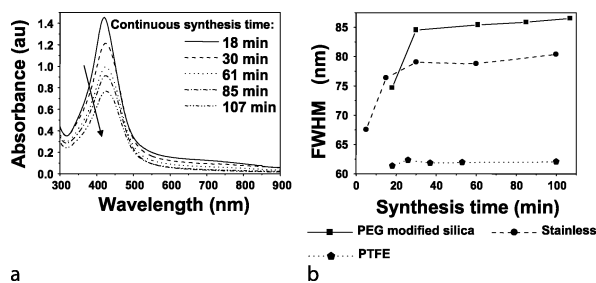 Continuous synthesis time:
18 min
30 min
61 min
85 min
107 min
Absorbance (au)
1.4
1.2
1.0
0.8
0.6
0.4
0.2
0.0
300 400 500 600 700 800 900
Wavelength (nm)
a
FWHM (nm)
90
85
80
75
70
65
60
0 20 40 60 80 100
Synthesis time (min)
PEG modified silica
Stainless
PTFE
b